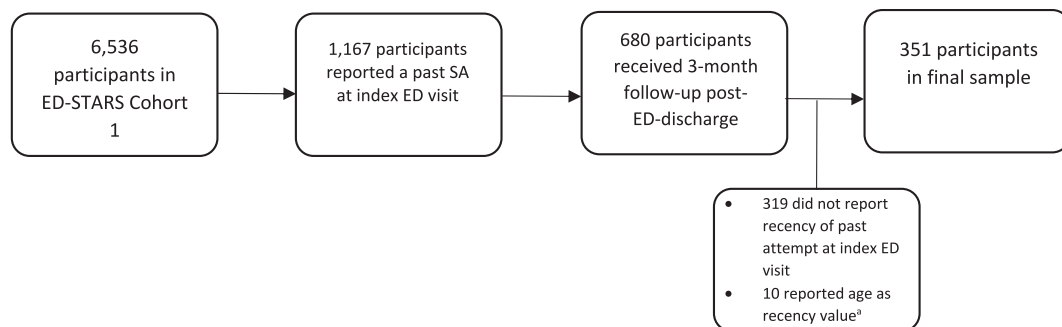 6,536
participants in
ED-STARS Cohort
1
1,167 participants
reported a past SA
at index ED visit
680 participants
received 3-month
follow-up post-
ED-discharge
351 participants
in final sample
• 319 did not report
recency of past
attempt at index ED
visit
• 10 reported age as
recency valueᵃ